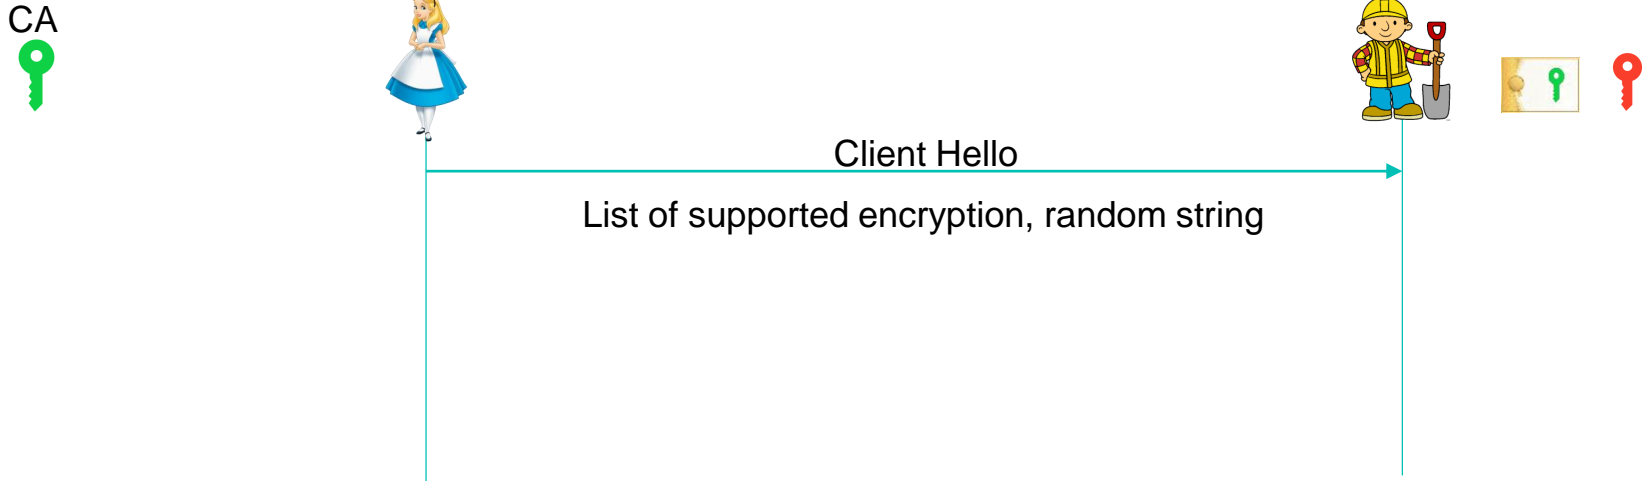 CA
Client Hello
List of supported encryption, random string